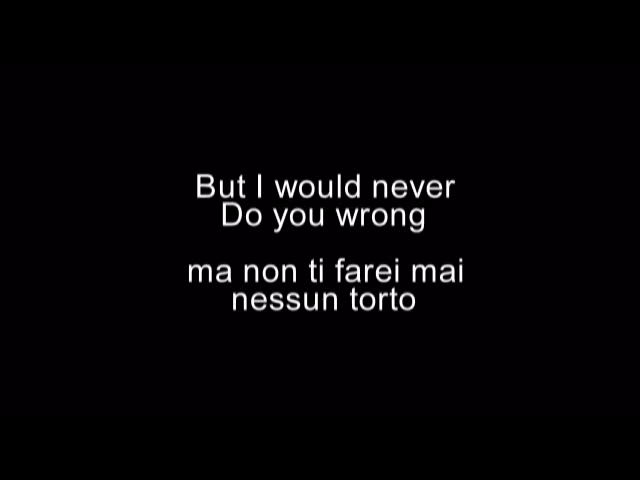 But I would never
Do you wrong
ma non ti farei mai
nessun torto